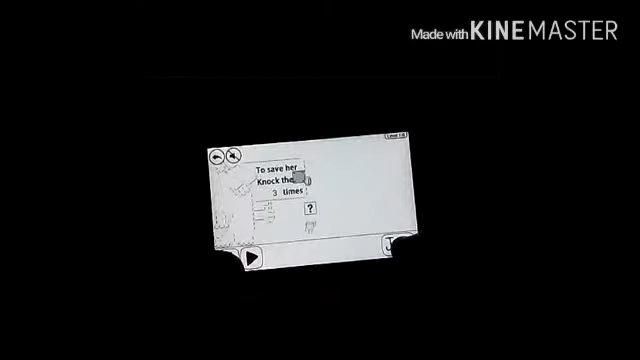 Made with KINEMASTER
To save her
Knock the
3 times
?